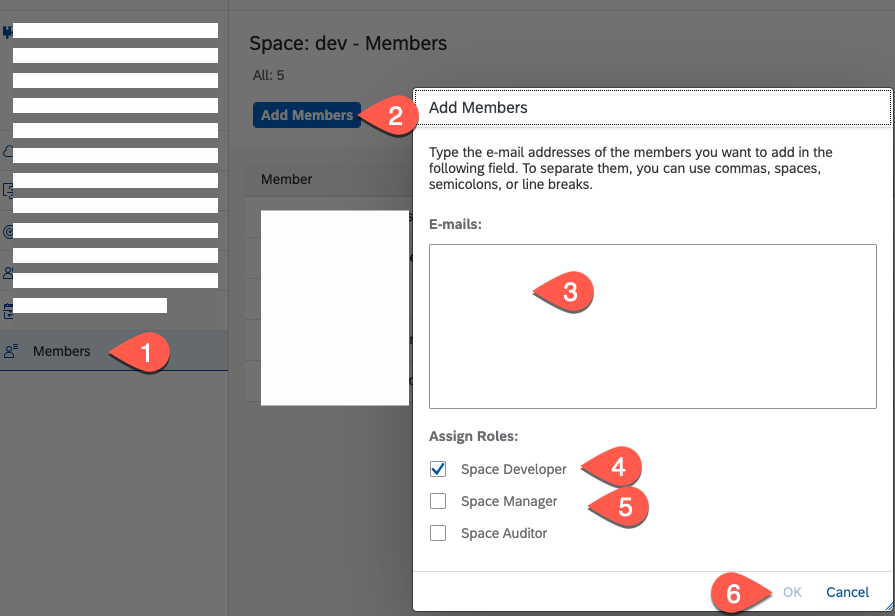 Space: dev - Members
All: 5
Add Members
2
Member
Members
1
Add Members
Type the e-mail addresses of the members you want to add in the
following field. To separate them, you can use commas, spaces,
semicolons, or line breaks.
E-mails:
3
Assign Roles:
Space Developer
4
Space Manager
5
Space Auditor
6
OK
Cancel